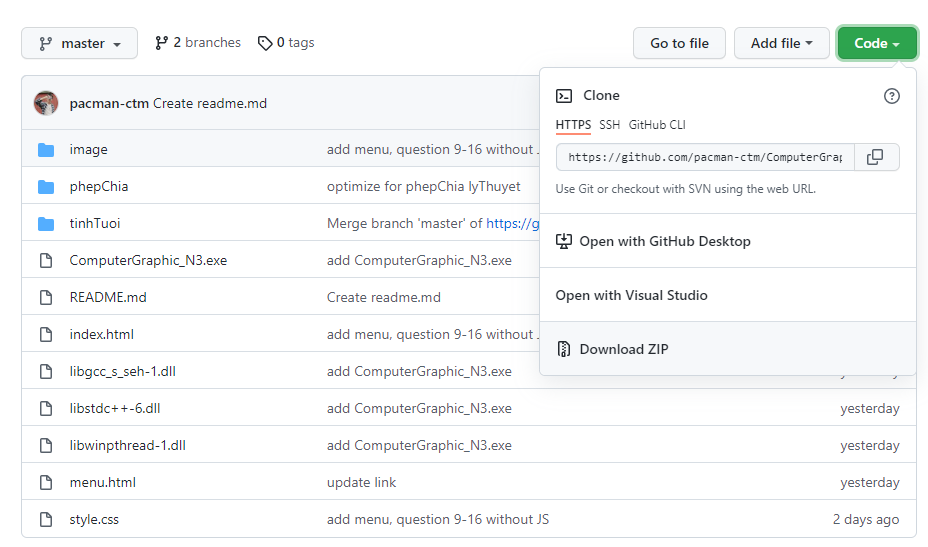 master 2 branches 0 tags Go to file Add file Code
pacman-ctm Create readme.md
Clone
HTTPS SSH GitHub CLI
https://github.com/pacman-ctm/ComputerGrap
Use Git or checkout with SVN using the web URL.
Open with GitHub Desktop
Open with Visual Studio
Download ZIP
image add menu, question 9-16 without
phepChia optimize for phepChia lyThuyet
tinhTuoi Merge branch 'master' of https://g
ComputerGraphic_N3.exe add ComputerGraphic_N3.exe
README.md Create readme.md
index.html add menu, question 9-16 without
libgcc_s_seh-1.dll add ComputerGraphic_N3.exe
libstdc++-6.dll add ComputerGraphic_N3.exe yesterday
libwinpthread-1.dll add ComputerGraphic_N3.exe yesterday
menu.html update link yesterday
style.css add menu, question 9-16 without JS 2 days ago